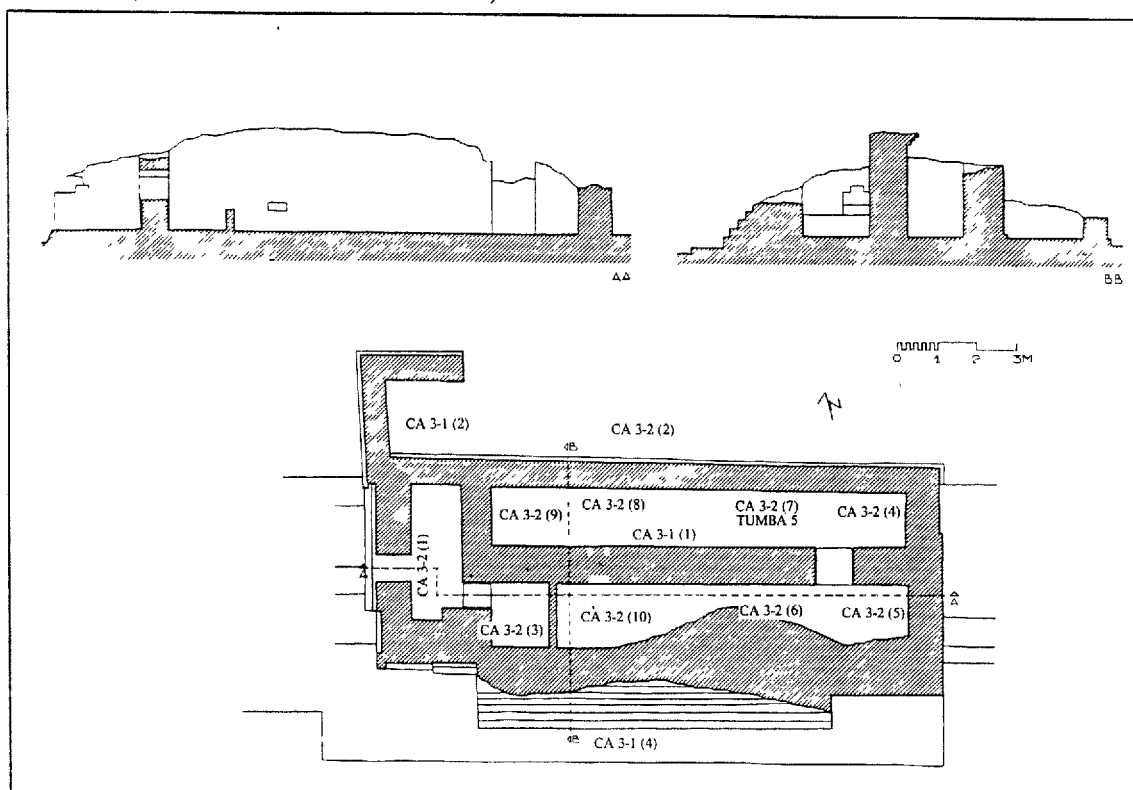 AA
BB
0 1 2 3M
N
CA 3-1 (2)
CA 3-2 (2)
B
CA 3-2 (9)
CA 3-2 (8)
CA 3-2 (7)
TUMBA 5
CA 3-2 (4)
CA 3-1 (1)
CA 3-2 (1)
A
A
CA 3-2 (3)
CA 3-2 (10)
CA 3-2 (6)
CA 3-2 (5)
B
CA 3-1 (4)